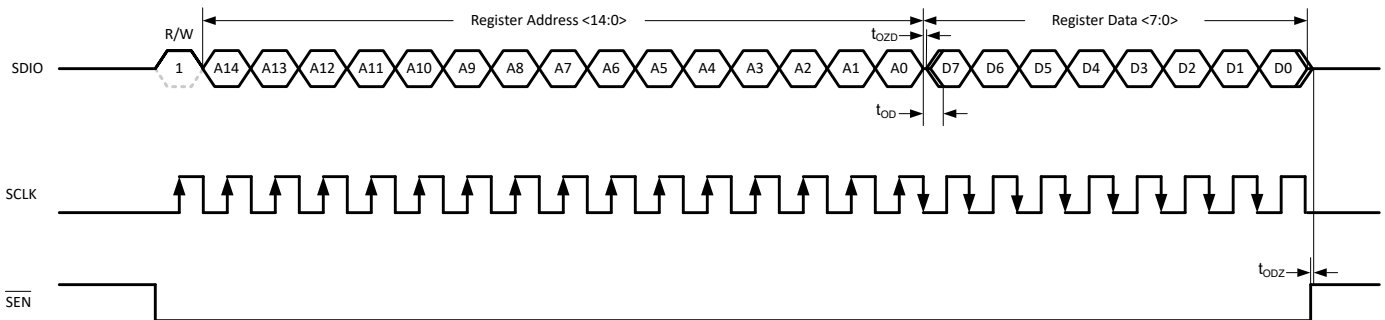 Register Address <14:0> Register Data <7:0>
R/W
tOZD
SDIO 1 A14 A13 A12 A11 A10 A9 A8 A7 A6 A5 A4 A3 A2 A1 A0 D7 D6 D5 D4 D3 D2 D1 D0
tOD
SCLK
tODZ
SEN